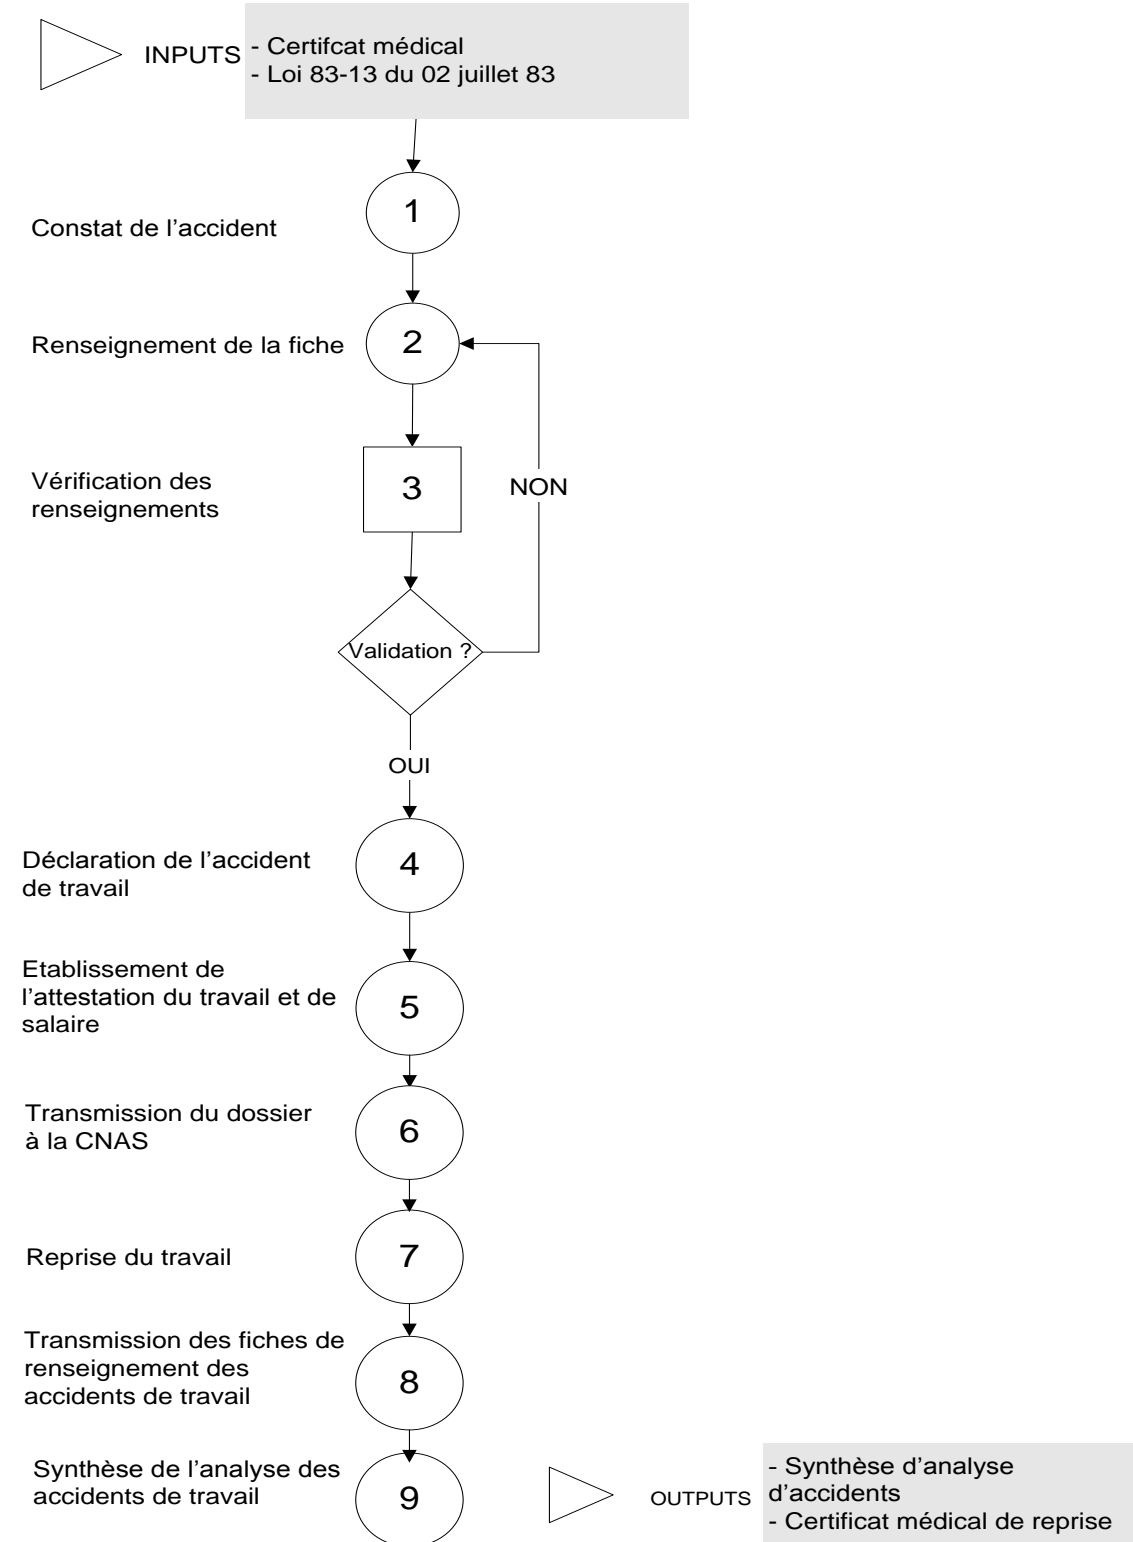 INPUTS
- Certifcat médical
- Loi 83-13 du 02 juillet 83
1
Constat de l’accident
2
Renseignement de la fiche
Vérification des
renseignements
3
NON
Validation ?
OUI
Déclaration de l’accident
de travail
4
Etablissement de
l’attestation du travail et de
salaire
5
Transmission du dossier
à la CNAS
6
Reprise du travail
7
Transmission des fiches de
renseignement des
accidents de travail
8
Synthèse de l’analyse des
accidents de travail
9
OUTPUTS
- Synthèse d’analyse
d’accidents
- Certificat médical de reprise